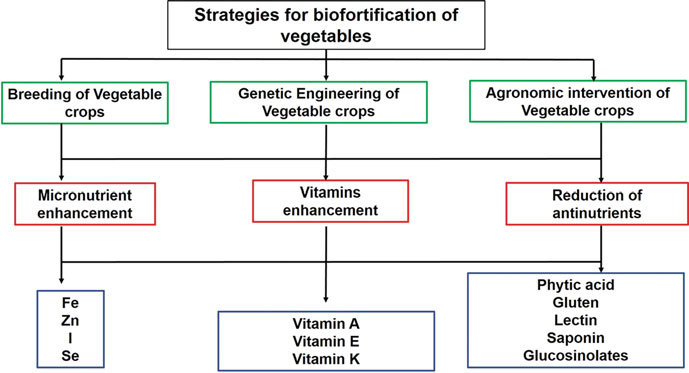 Strategies for biofortification of
vegetables
Breeding of Vegetable
crops
Genetic Engineering of
Vegetable crops
Agronomic intervention of
Vegetable crops
Micronutrient
enhancement
Vitamins
enhancement
Reduction of
antinutrients
Fe
Zn
I
Se
Vitamin A
Vitamin E
Vitamin K
Phytic acid
Gluten
Lectin
Saponin
Glucosinolates